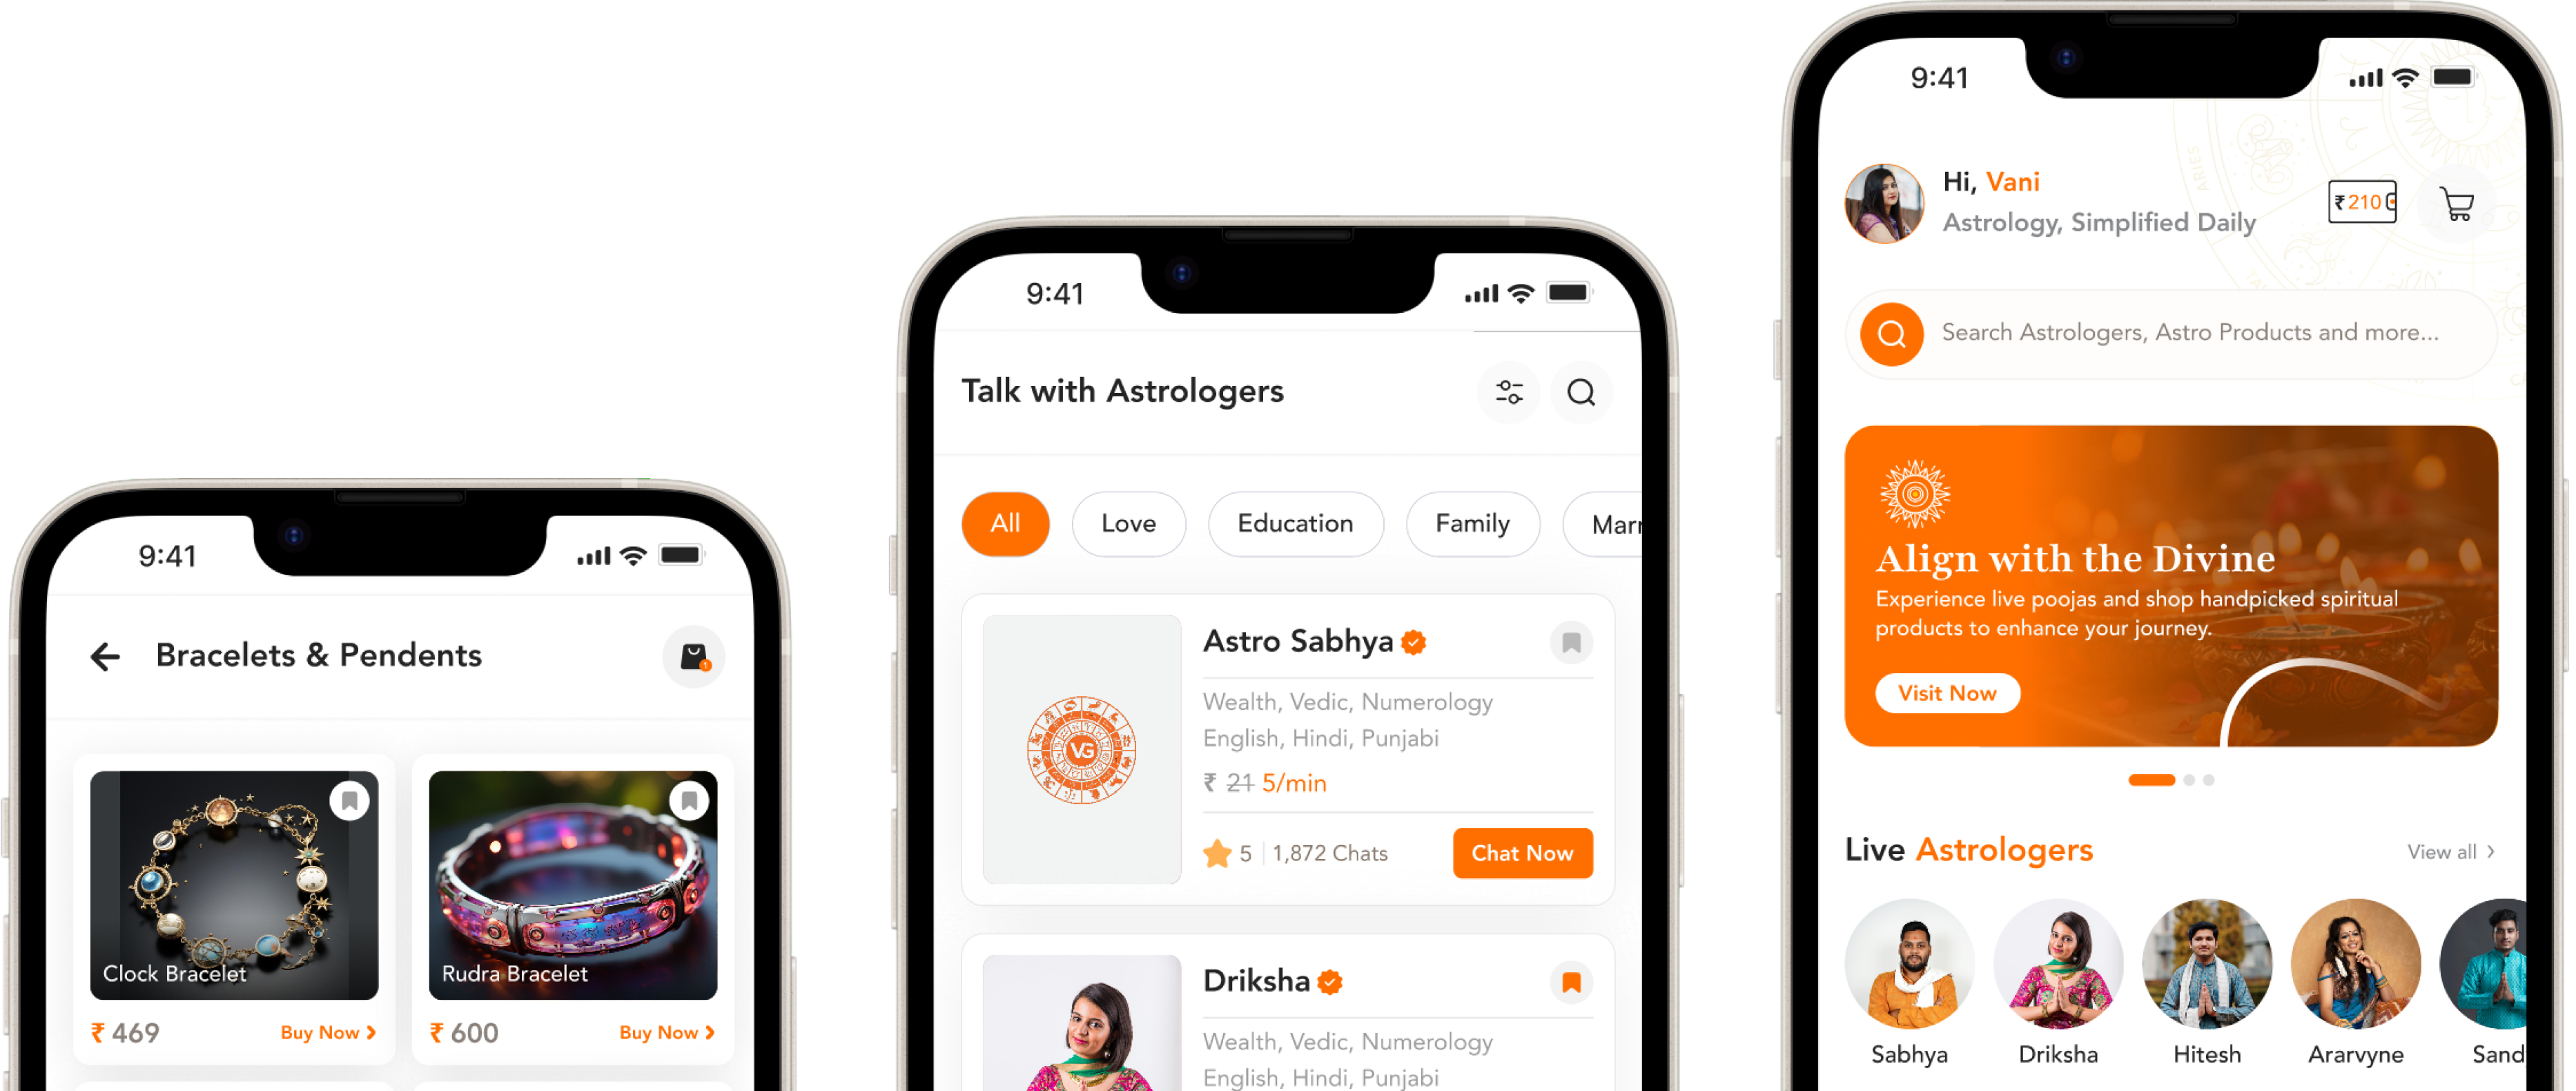 9:41
Bracelets & Pendents
1
Clock Bracelet
₹ 469
Buy Now
Rudra Bracelet
₹ 600
Buy Now
9:41
Talk with Astrologers
All
Love
Education
Family
Marr
VG
Astro Sabhya
Wealth, Vedic, Numerology
English, Hindi, Punjabi
₹ 21 5/min
5 1,872 Chats
Chat Now
Driksha
Wealth, Vedic, Numerology
English, Hindi, Punjabi
9:41
ARIES
Hi, Vani
Astrology, Simplified Daily
₹ 210
Search Astrologers, Astro Products and more...
Align with the Divine
Experience live poojas and shop handpicked spiritual
products to enhance your journey.
Visit Now
Live Astrologers
View all
Sabhya
Driksha
Hitesh
Ararvyne
Sand